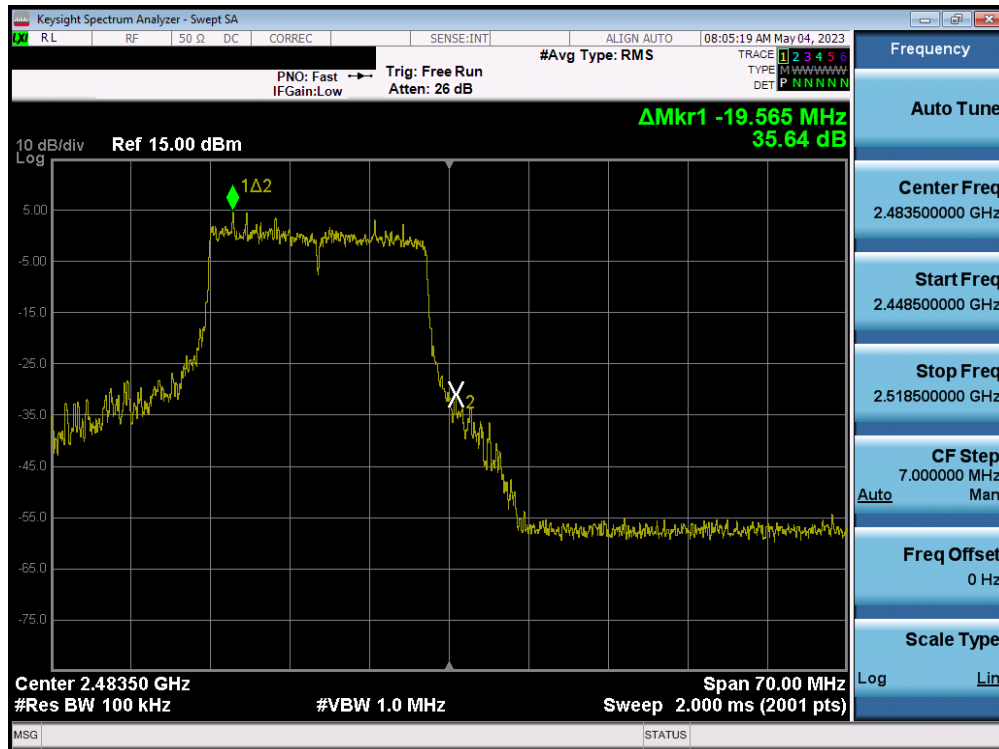 Keysight Spectrum Analyzer - Swept SA
LXI RL RF 50 Ω DC CORREC SENSE:INT ALIGN AUTO 08:05:19 AM May 04, 2023
#Avg Type: RMS TRACE 1 2 3 4 5 6
PNO: Fast Trig: Free Run TYPE M WWWWW
IFGain:Low Atten: 26 dB DET P N N N N N
ΔMkr1 -19.565 MHz
35.64 dB
10 dB/div Ref 15.00 dBm
Log
1Δ2
5.00
-5.00
-15.0
-25.0
X2
-35.0
-45.0
-55.0
-65.0
-75.0
Center 2.48350 GHz Span 70.00 MHz
#Res BW 100 kHz #VBW 1.0 MHz Sweep 2.000 ms (2001 pts)
MSG STATUS
Frequency
Auto Tune
Center Freq
2.483500000 GHz
Start Freq
2.448500000 GHz
Stop Freq
2.518500000 GHz
CF Step
7.000000 MHz
Auto Man
Freq Offset
0 Hz
Scale Type
Log Lin